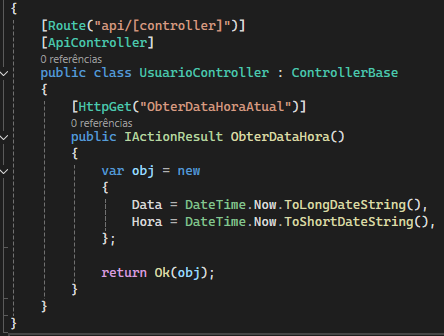 {
[Route("api/[controller]")]
[ApiController]
0 referências
public class UsuarioController : ControllerBase
{
[HttpGet("ObterDataHoraAtual")]
0 referências
public IActionResult ObterDataHora()
{
var obj = new
{
Data = DateTime.Now.ToLongDateString(),
Hora = DateTime.Now.ToShortDateString(),
};
return Ok(obj);
}
}
}